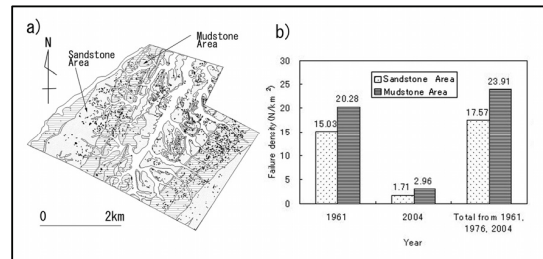 a)
Mudstone
Area
N
Sandstone
Area
0 2km
b)
Sandstone Area
Mudstone Area
Failure density(N/km²)
30
25
20
15
10
5
0
15.03
20.28
1.71
2.96
17.57
23.91
1961
2004
Total from 1961,
1976, 2004
Year